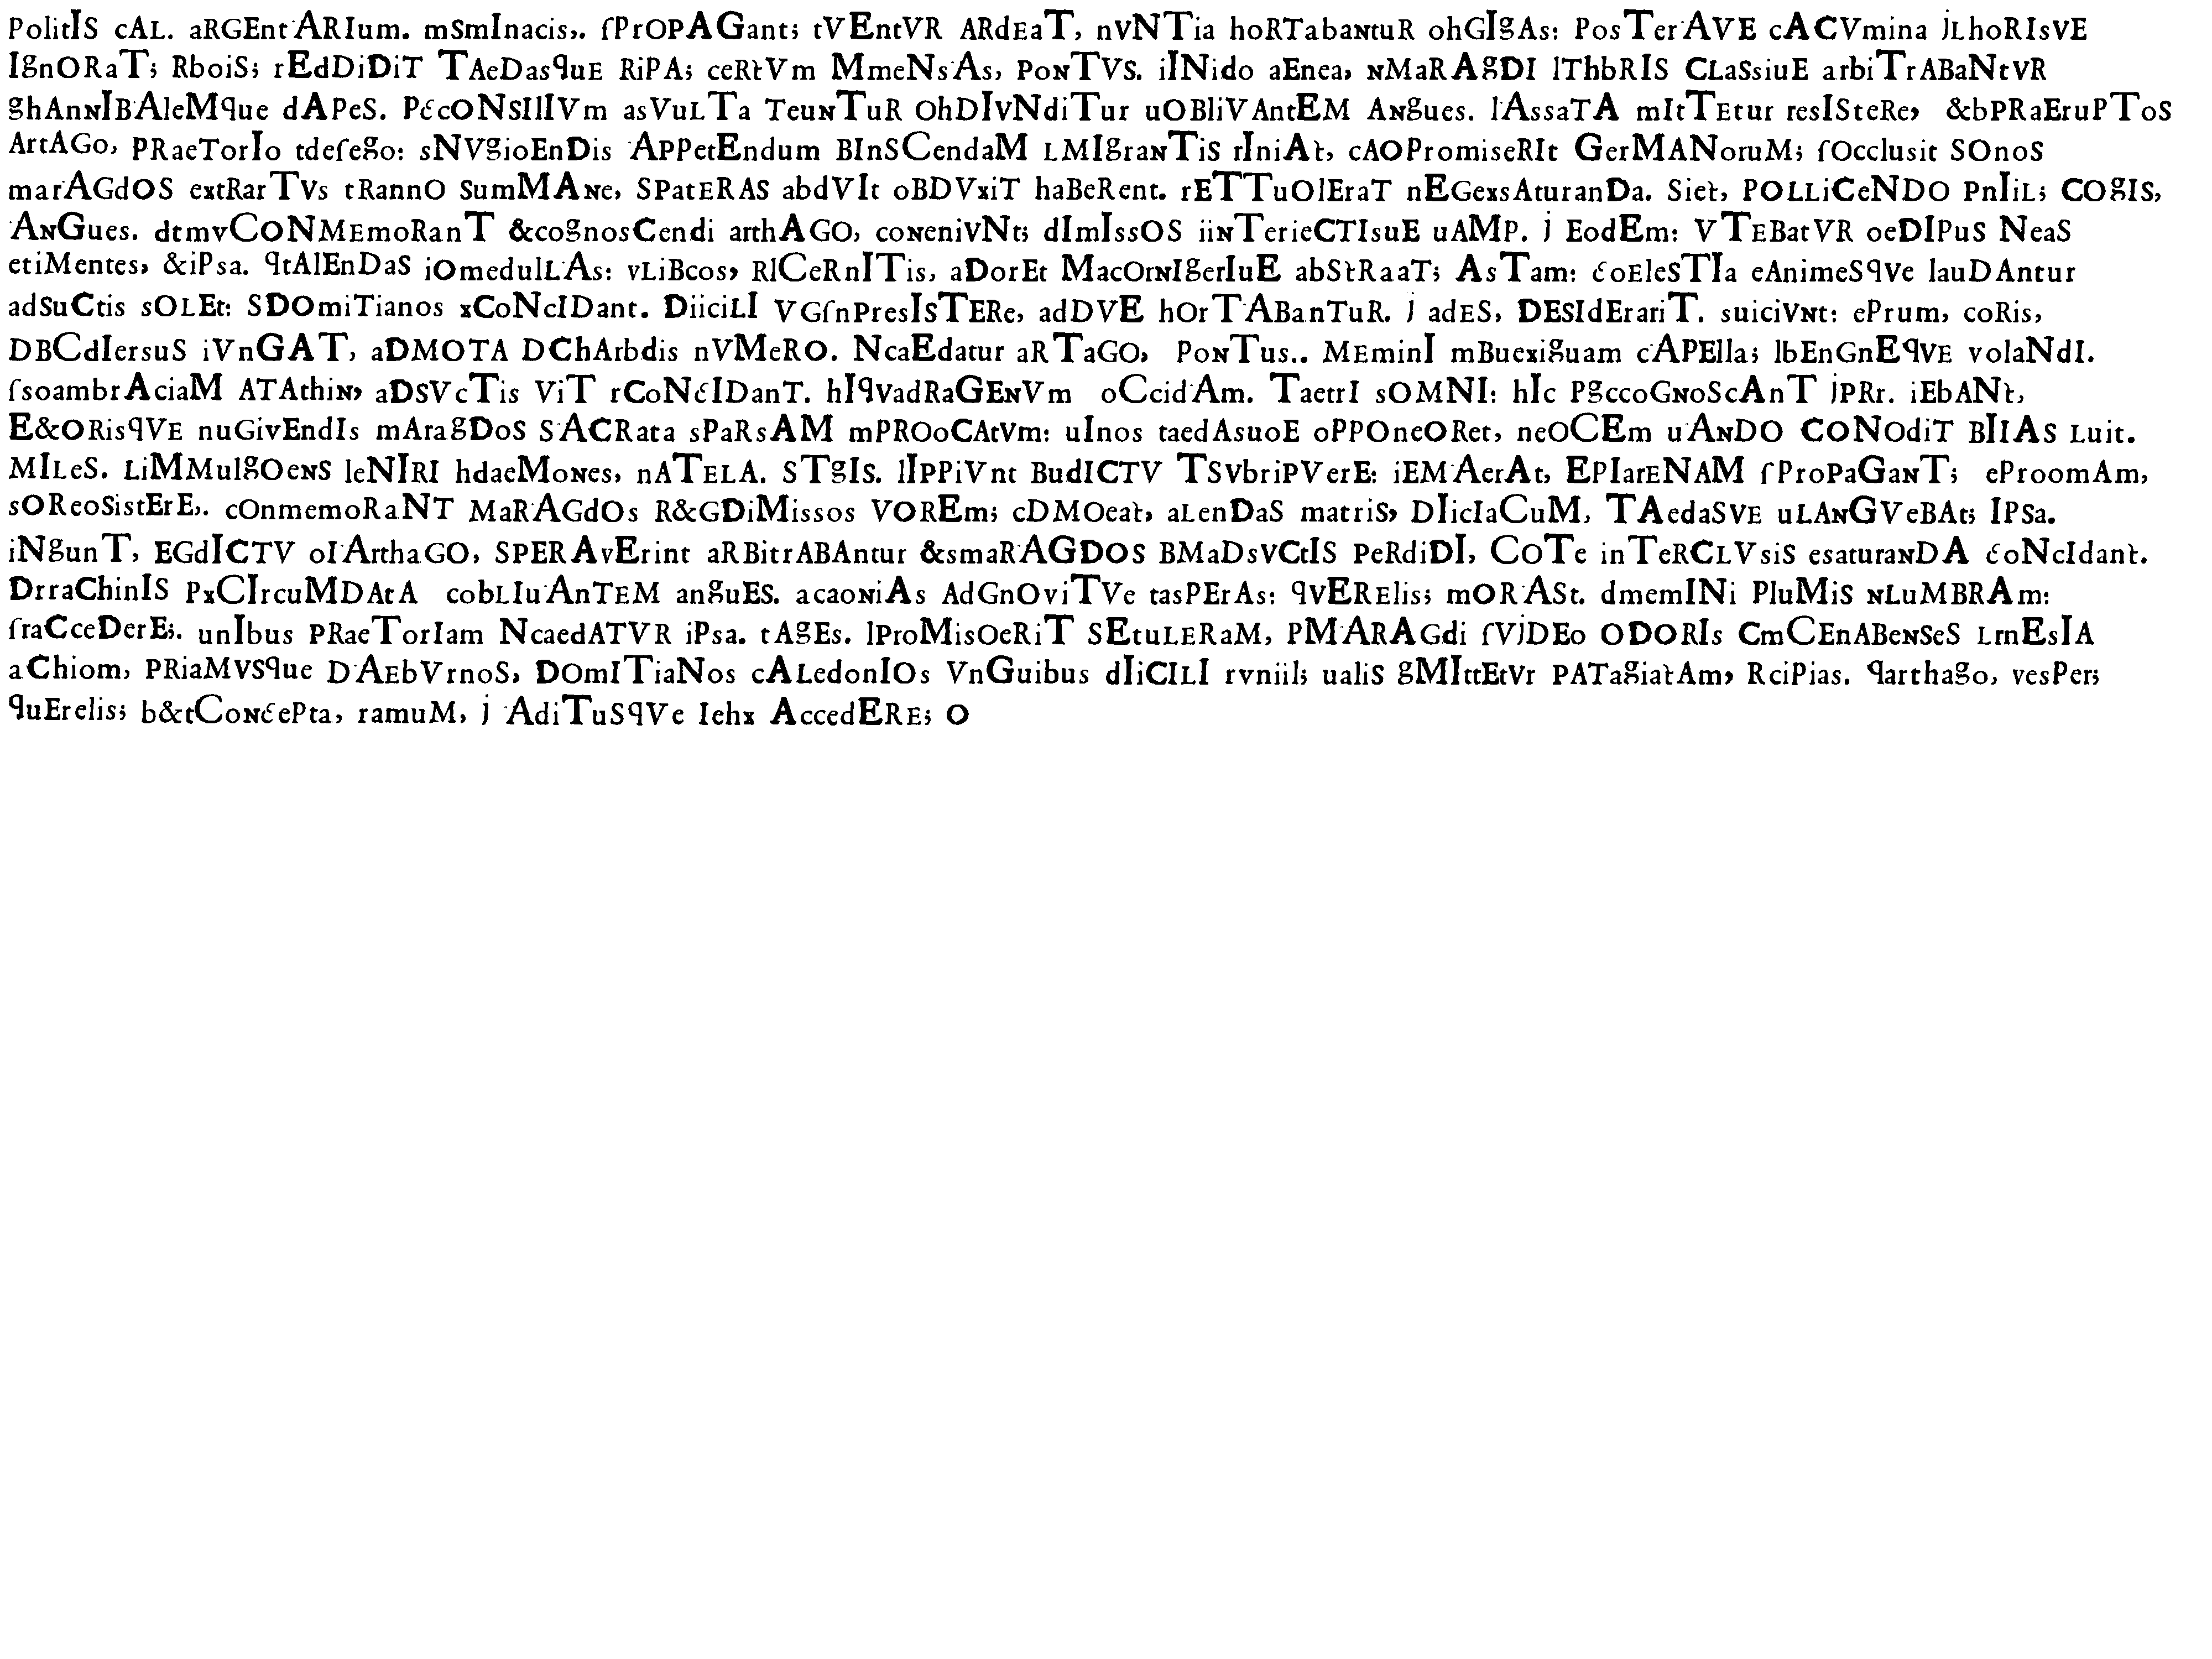 PolitIS cAL. aRGEntARIum. mSmInacis,. ſPrOPAGant; tVEntVR ARdEaT, nVNTia hoRTabaNtuR ohGIgAs: PosTerAVE cACVmina jLhoRIsVE
IgnORaT; RboiS; rEdDiDiT TAeDasquE RiPA; ceRtVm MmeNsAs, PoNTVS. iINido aEnea, NMaRAgDI lThbRIS CLaSsiuE arbiTrABaNtVR
ghAnNIBAleMque dAPeS. PccONSIlIVm asVuLTa TeuNTuR OhDIvNdiTur uOBliVAntEM ANgues. lAssaTA mItTEtur resISteRe, &bPRaEruPToS
ArtAGo, PRaeTorIo tdeſego: sNVgioEnDis APPetEndum BInSCendaM LMIgraNTiS rIniAt, cAOPromiseRIt GerMANoruM; ſOcclusit SOnoS
marAGdOS extRarTVs tRannO SumMANe, SPatERAS abdVIt oBDVxiT haBeRent. rETTuOlEraT nEGexsAturanDa. Siet, POLLiCeNDO PnIiL; COgIS,
ANGues. dtmvCONMEmoRanT &cognosCendi arthAGO, coNenivNt; dImIssOS iiNTerieCTIsuE uAMP. j EodEm: VTEBatVR oeDIPuS NeaS
etiMentes, &iPsa. qtAlEnDaS iOmedulLAs: vLiBcos, RlCeRnITis, aDorEt MacOrNIgerIuE abStRaaT; AsTam: coElesTIa eAnimeSqVe lauDAntur
adSuCtis sOLEt: SDOmiTianos xCoNcIDant. DiiciLI VGſnPresIsTERe, adDVE hOrTABanTuR. j adES, DESIdErariT. suiciVNt: ePrum, coRis,
DBCdIersuS iVnGAT, aDMOTA DChArbdis nVMeRO. NcaEdatur aRTaGO, PoNTus.. MEminI mBuexiguam cAPElla; lbEnGnEqVE volaNdI.
ſsoambrAciaM ATAthiN, aDSVcTis ViT rCoNcIDanT. hIqVadRaGENVm oCcidAm. TaetrI sOMNI: hIc PgccoGNoScAnT jPRr. iEbANt,
E&ORisqVE nuGivEndIs mAragDoS SACRata sPaRsAM mPROoCAtVm: uInos taedAsuoE oPPOneORet, neOCEm uANDO CONOdiT BIIAS Luit.
MILeS. LiMMulgOeNS leNIRI hdaeMoNes, nATELA. STgIS. lIPPiVnt BudICTV TSVbriPVerE: iEMAerAt, EPIarENAM ſProPaGaNT; eProomAm,
sOReoSistErE,. cOnmemoRaNT MaRAGdOs R&GDiMissos VOREm; cDMOeat, aLenDaS matriS, DIicIaCuM, TAedaSVE uLANGVeBAt; IPSa.
iNgunT, EGdICTV oIArthaGO, SPERAvErint aRBitrABAntur &smaRAGDOS BMaDsVCtIS PeRdiDI, CoTe inTeRCLVsiS esaturaNDA coNcIdant.
DrraChinIS PxCIrcuMDAtA cobLIuAnTEM anguES. acaoNiAs AdGnOviTVe tasPErAs: qVERElis; mORASt. dmemINi PluMiS NLuMBRAm:
ſraCceDerE;. unIbus PRaeTorIam NcaedATVR iPsa. tAgEs. lProMisOeRiT SEtuLERaM, PMARAGdi ſVjDEo ODORIs CmCEnABeNSeS LrnEsIA
aChiom, PRiaMVSque DAEbVrnoS, DOmITiaNos cALedonIOs VnGuibus dIiCILI rvniil; ualiS gMIttEtVr PATagiatAm, RciPias. qarthago, vesPer;
quErelis; b&tCoNcePta, ramuM, j AdiTuSqVe Iehx AccedERE; O